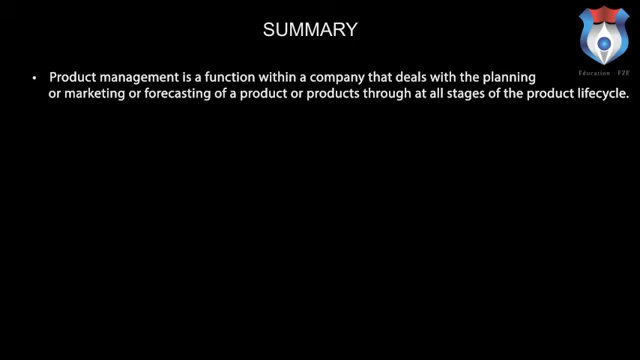 SUMMARY
Education FZE
• Product management is a function within a company that deals with the planning
or marketing or forecasting of a product or products through at all stages of the product lifecycle.